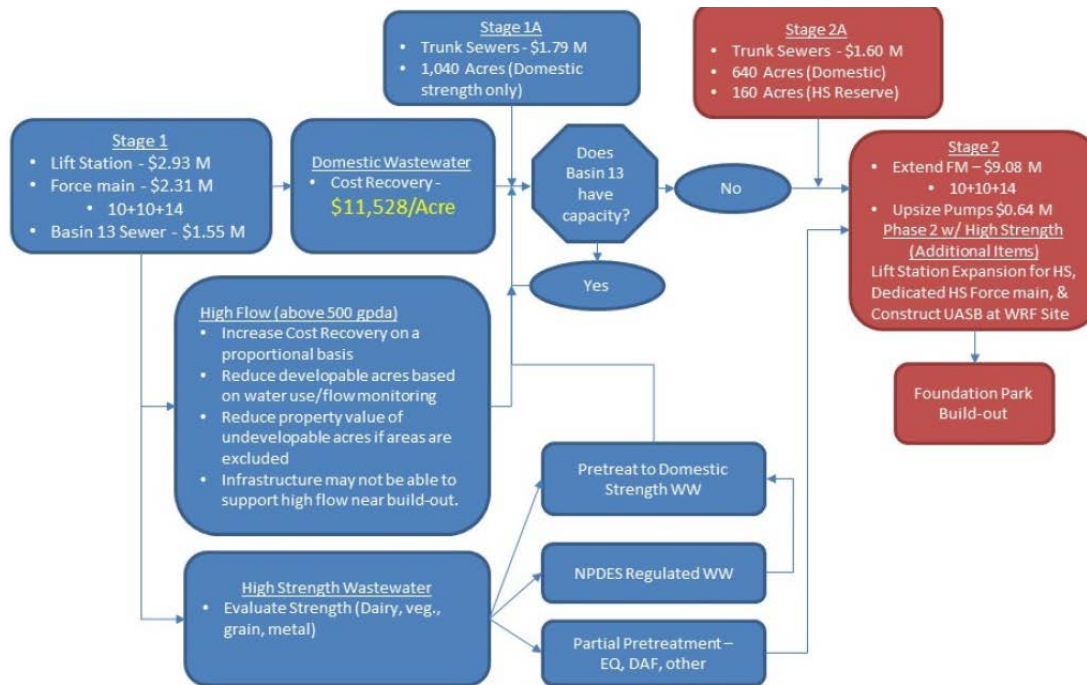 Stage 1A
• Trunk Sewers - $1.79 M
• 1,040 Acres (Domestic
strength only)
Stage 2A
• Trunk Sewers – $1.60 M
• 640 Acres (Domestic)
• 160 Acres (HS Reserve)
Stage 1
• Lift Station - $2.93 M
• Force main - $2.31 M
• 10+10+14
• Basin 13 Sewer - $1.55 M
Domestic Wastewater
• Cost Recovery -
$11,528/Acre
Does
Basin 13
have
capacity?
No
Yes
Stage 2
• Extend FM – $9.08 M
• 10+10+14
• Upsize Pumps $0.64 M
Phase 2 w/ High Strength
(Additional Items)
Lift Station Expansion for HS,
Dedicated HS Force main, &
Construct UASB at WRF Site
Foundation Park
Build-out
High Flow (above 500 gpda)
• Increase Cost Recovery on a
proportional basis
• Reduce developable acres based
on water use/flow monitoring
• Reduce property value of
undevelopable acres if areas are
excluded
• Infrastructure may not be able to
support high flow near build-out.
High Strength Wastewater
• Evaluate Strength (Dairy, veg.,
grain, metal)
Pretreat to Domestic
Strength WW
NPDES Regulated WW
Partial Pretreatment –
EQ, DAF, other